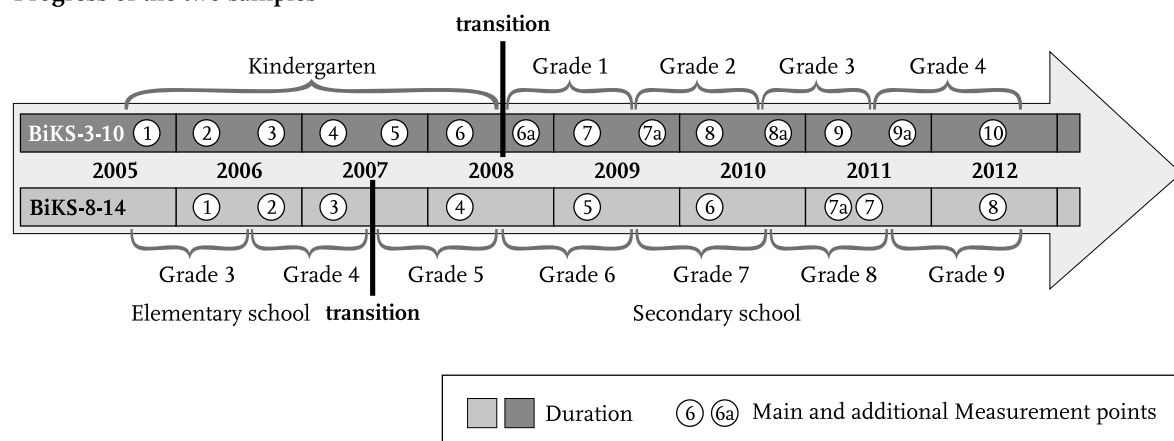 Progress of the two samples
transition
Kindergarten Grade 1 Grade 2 Grade 3 Grade 4
BiKS-3-10 1 2 3 4 5 6 6a 7 7a 8 8a 9 9a 10
2005 2006 2007 2008 2009 2010 2011 2012
BiKS-8-14 1 2 3 4 5 6 7a 7 8
Grade 3 Grade 4 Grade 5 Grade 6 Grade 7 Grade 8 Grade 9
Elementary school transition Secondary school
Duration 6 6a Main and additional Measurement points